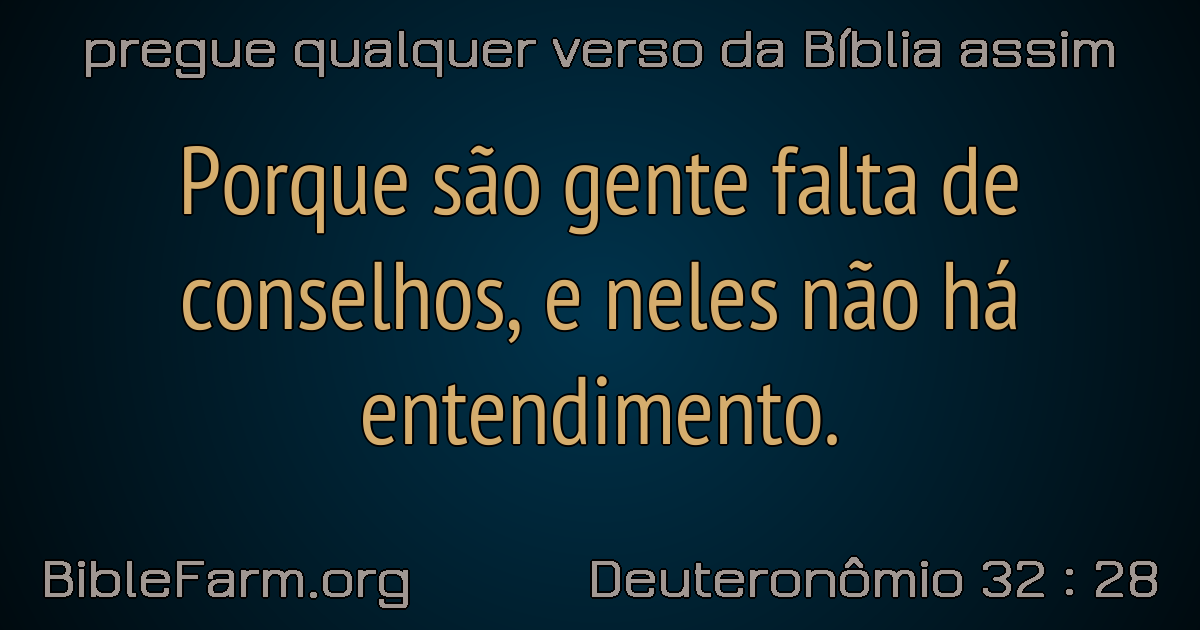 pregue qualquer verso da Bíblia assim
Porque são gente falta de
conselhos, e neles não há
entendimento.
BibleFarm.org
Deuteronômio 32 : 28